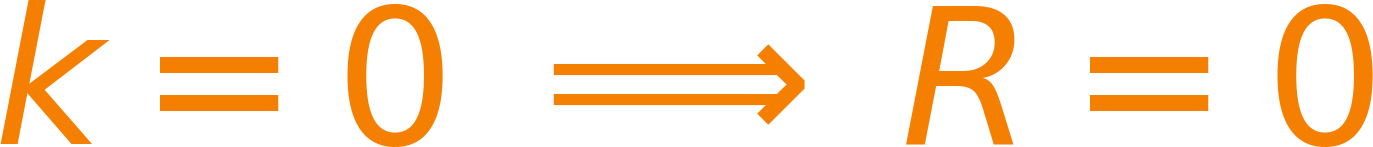 k = 0 ⟹ R = 0